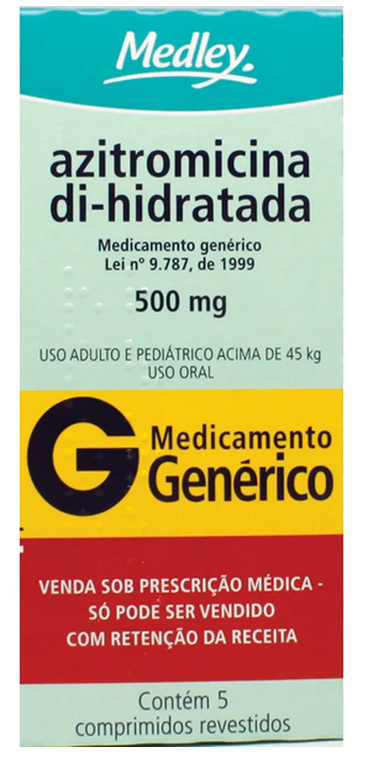 Medley.
azitromicina
di-hidratada
Medicamento genérico
Lei nº 9.787, de 1999
500 mg
USO ADULTO E PEDIÁTRICO ACIMA DE 45 kg
USO ORAL
G Medicamento
Genérico
VENDA SOB PRESCRIÇÃO MÉDICA -
SÓ PODE SER VENDIDO
COM RETENÇÃO DA RECEITA
Contém 5
comprimidos revestidos